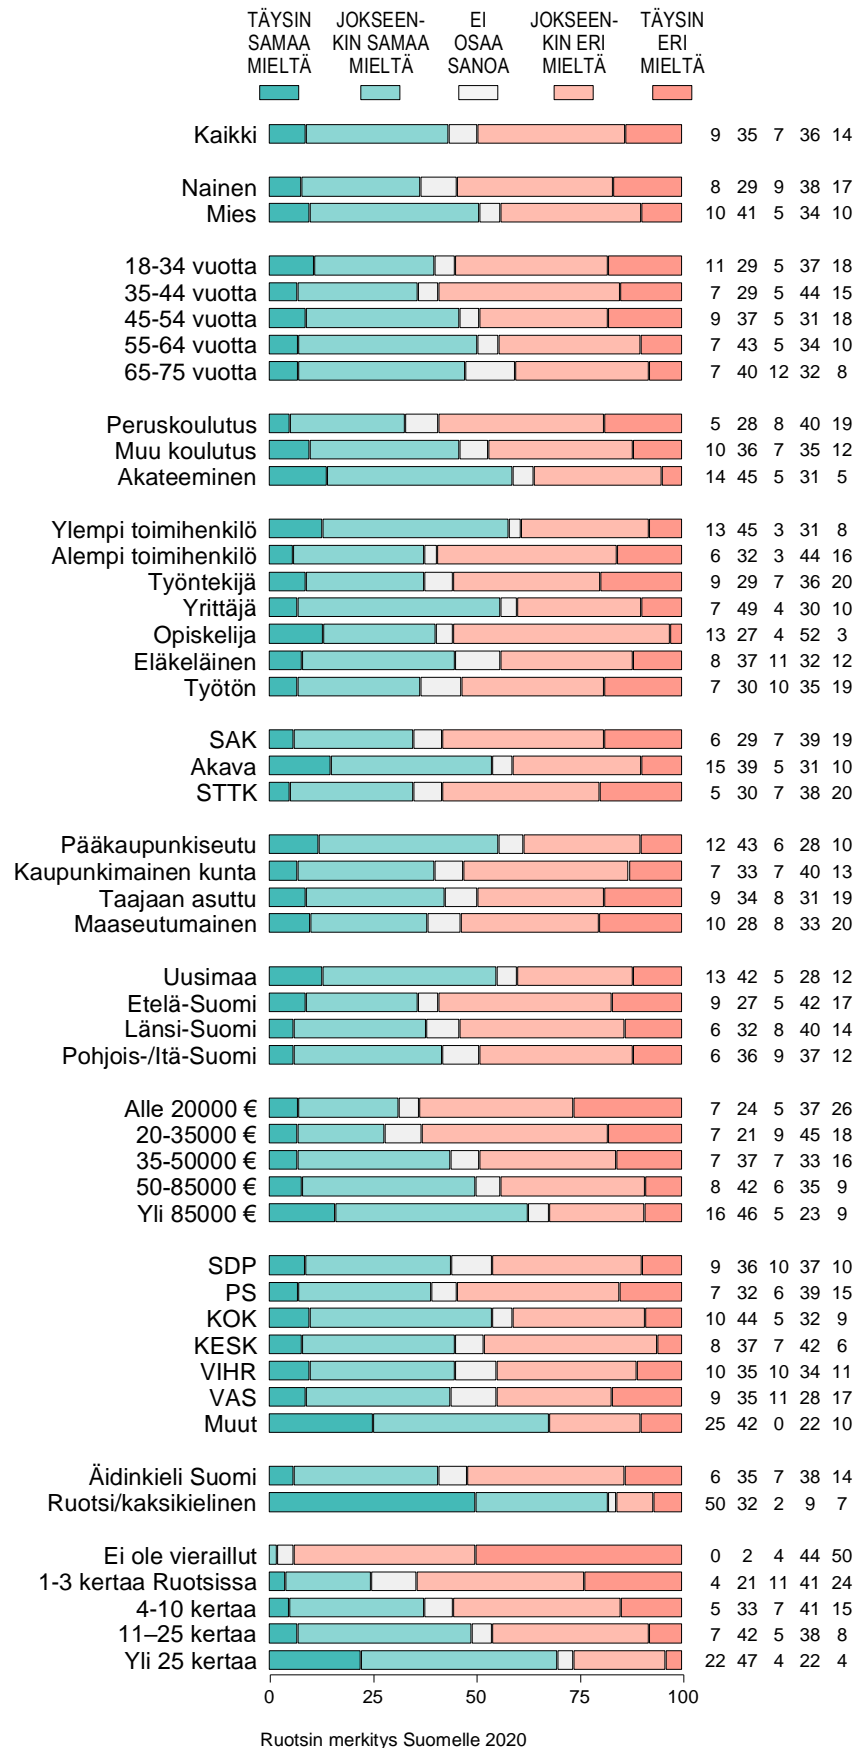 TÄYSIN JOKSEEN- EI JOKSEEN- TÄYSIN
SAMAA KIN SAMAA OSAA KIN ERI ERI
MIELTÄ MIELTÄ SANOA MIELTÄ MIELTÄ
Kaikki 9 35 7 36 14
Nainen 8 29 9 38 17
Mies 10 41 5 34 10
18-34 vuotta 11 29 5 37 18
35-44 vuotta 7 29 5 44 15
45-54 vuotta 9 37 5 31 18
55-64 vuotta 7 43 5 34 10
65-75 vuotta 7 40 12 32 8
Peruskoulutus 5 28 8 40 19
Muu koulutus 10 36 7 35 12
Akateeminen 14 45 5 31 5
Ylempi toimihenkilö 13 45 3 31 8
Alempi toimihenkilö 6 32 3 44 16
Työntekijä 9 29 7 36 20
Yrittäjä 7 49 4 30 10
Opiskelija 13 27 4 52 3
Eläkeläinen 8 37 11 32 12
Työtön 7 30 10 35 19
SAK 6 29 7 39 19
Akava 15 39 5 31 10
STTK 5 30 7 38 20
Pääkaupunkiseutu 12 43 6 28 10
Kaupunkimainen kunta 7 33 7 40 13
Taajaan asuttu 9 34 8 31 19
Maaseutumainen 10 28 8 33 20
Uusimaa 13 42 5 28 12
Etelä-Suomi 9 27 5 42 17
Länsi-Suomi 6 32 8 40 14
Pohjois-/Itä-Suomi 6 36 9 37 12
Alle 20000 € 7 24 5 37 26
20-35000 € 7 21 9 45 18
35-50000 € 7 37 7 33 16
50-85000 € 8 42 6 35 9
Yli 85000 € 16 46 5 23 9
SDP 9 36 10 37 10
PS 7 32 6 39 15
KOK 10 44 5 32 9
KESK 8 37 7 42 6
VIHR 10 35 10 34 11
VAS 9 35 11 28 17
Muut 25 42 0 22 10
Äidinkieli Suomi 6 35 7 38 14
Ruotsi/kaksikielinen 50 32 2 9 7
Ei ole vieraillut 0 2 4 44 50
1-3 kertaa Ruotsissa 4 21 11 41 24
4-10 kertaa 5 33 7 41 15
11–25 kertaa 7 42 5 38 8
Yli 25 kertaa 22 47 4 22 4
0 25 50 75 100
Ruotsin merkitys Suomelle 2020